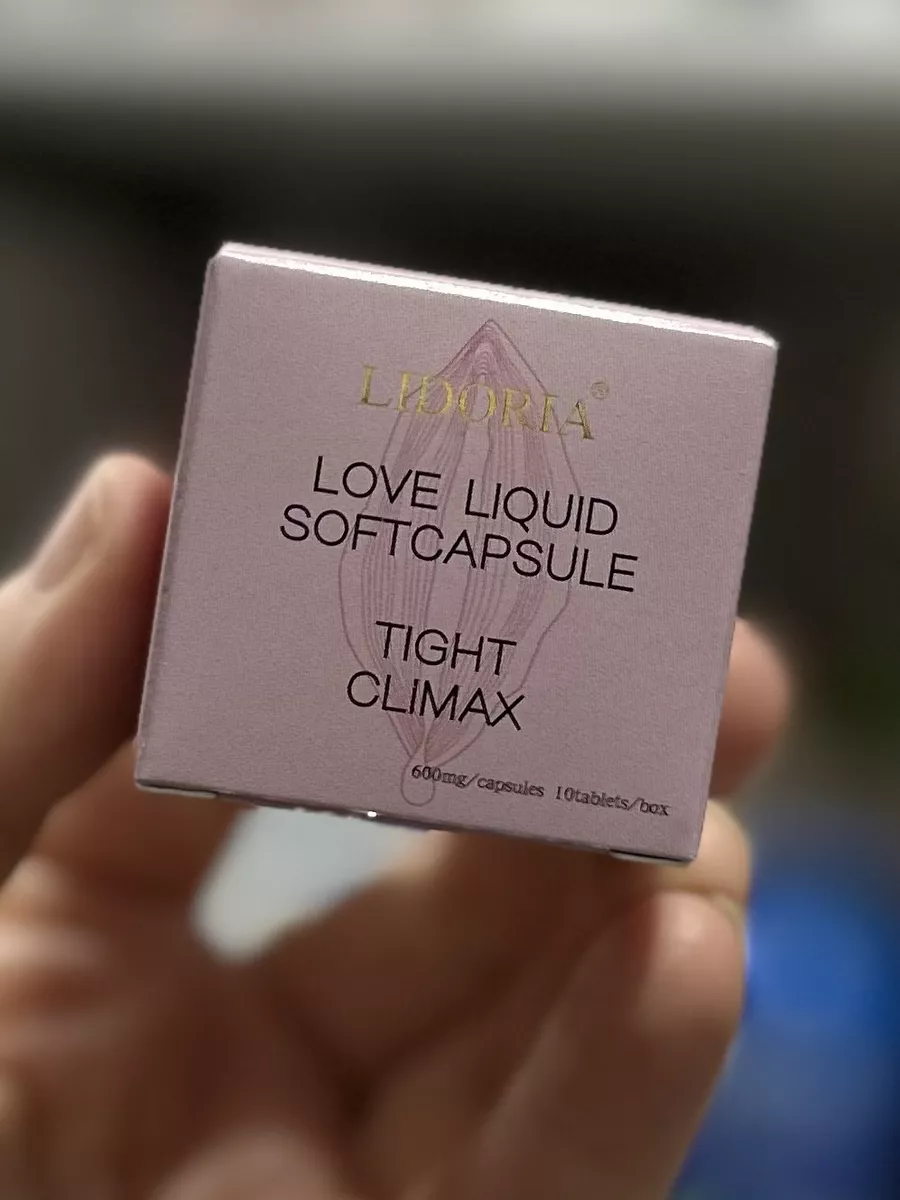 LIDORIA®
LOVE LIQUID
SOFTCAPSULE
TIGHT
CLIMAX
600mg/capsules 10tablets/box